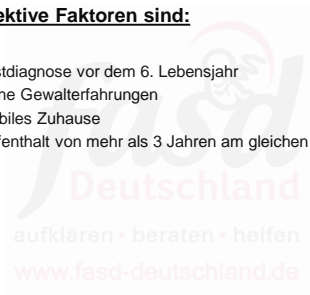 ektive Faktoren sind:
stdiagnose vor dem 6. Lebensjahr
ne Gewalterfahrungen
biles Zuhause
fenthalt von mehr als 3 Jahren am gleichen
fasd
Deutschland
aufklären • beraten • helfen
www.fasd-deutschland.de